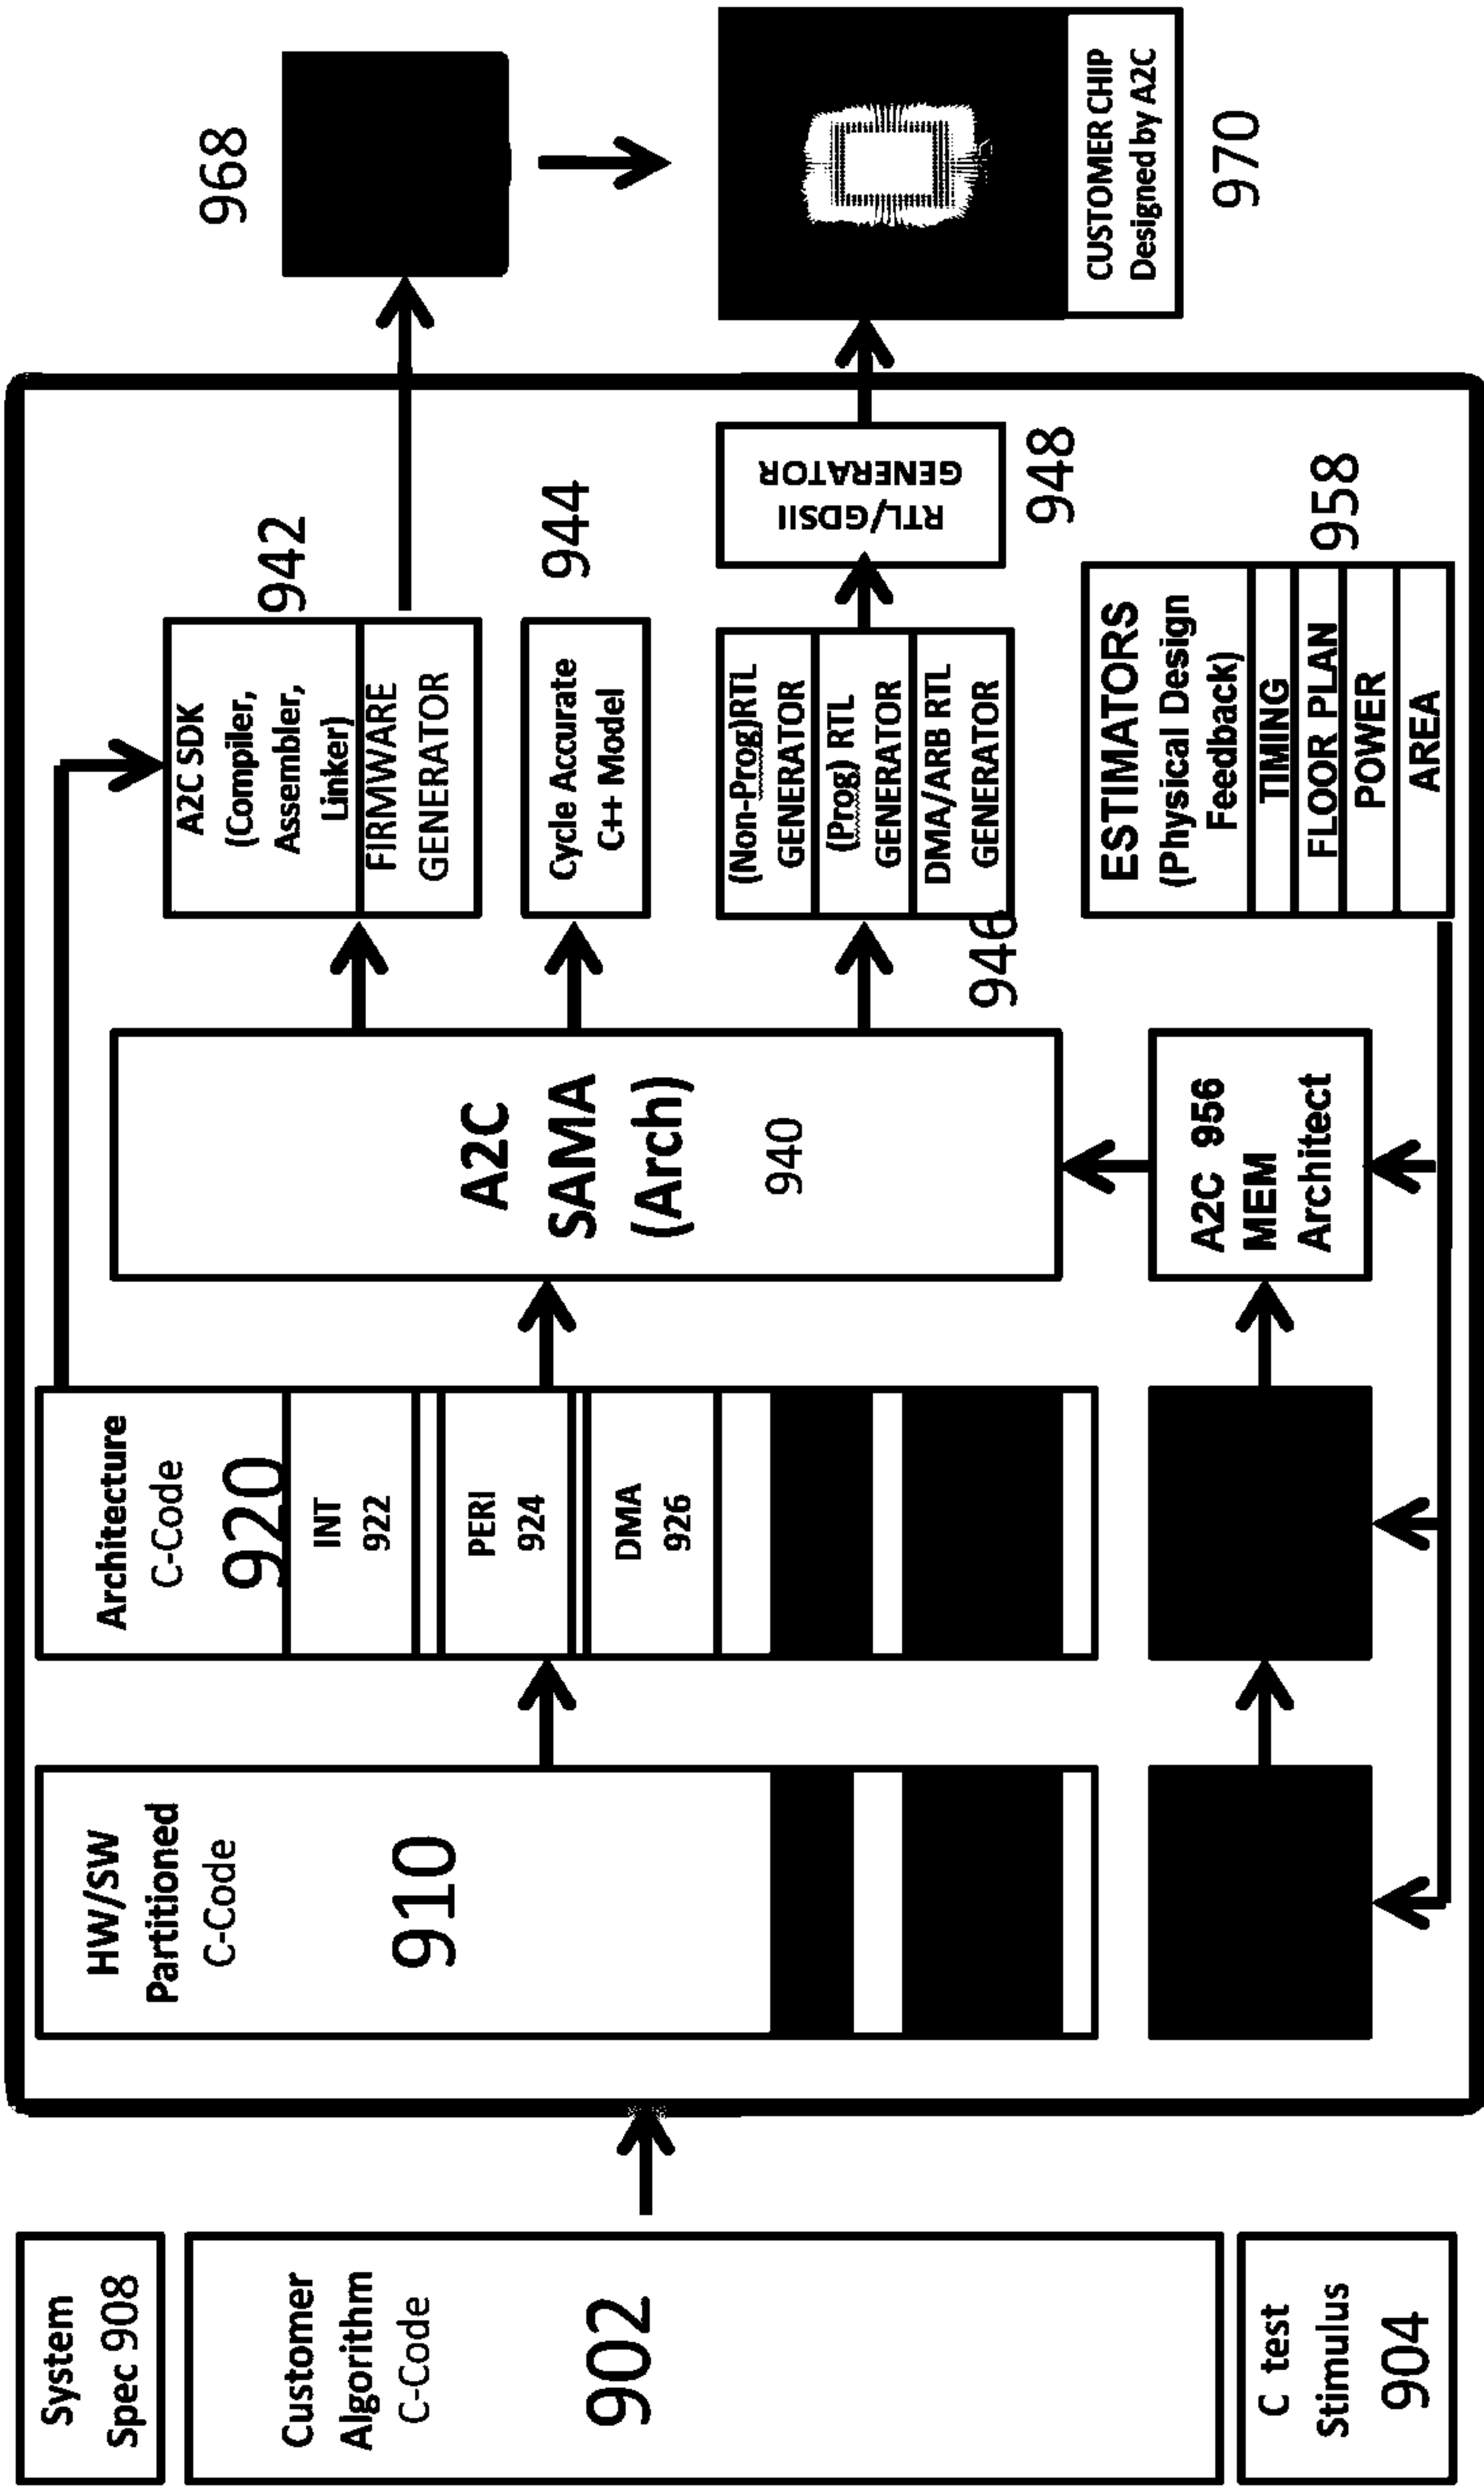 System
Spec 908
Customer
Algorithm
C-Code
902
C test
Stimulus
904
HW/SW
Partitioned
C-Code
910
Architecture
C-Code
920
INT
922
PERI
924
DMA
926
A2C
SAMA
(Arch)
940
A2C 956
MEM
Architect
A2C SDK
(Compiler,
Assembler,
Linker)
FIRMWARE
GENERATOR
942
Cycle Accurate
C++ Model
944
(Non-Prog)RTL
GENERATOR
(Prog) RTL
GENERATOR
DMA/ARB RTL
GENERATOR
946
RTL/GDSII
GENERATOR
948
ESTIMATORS
(Physical Design
Feedback)
TIMING
FLOOR PLAN
POWER
AREA
958
968
CUSTOMER CHIP
Designed by A2C
970